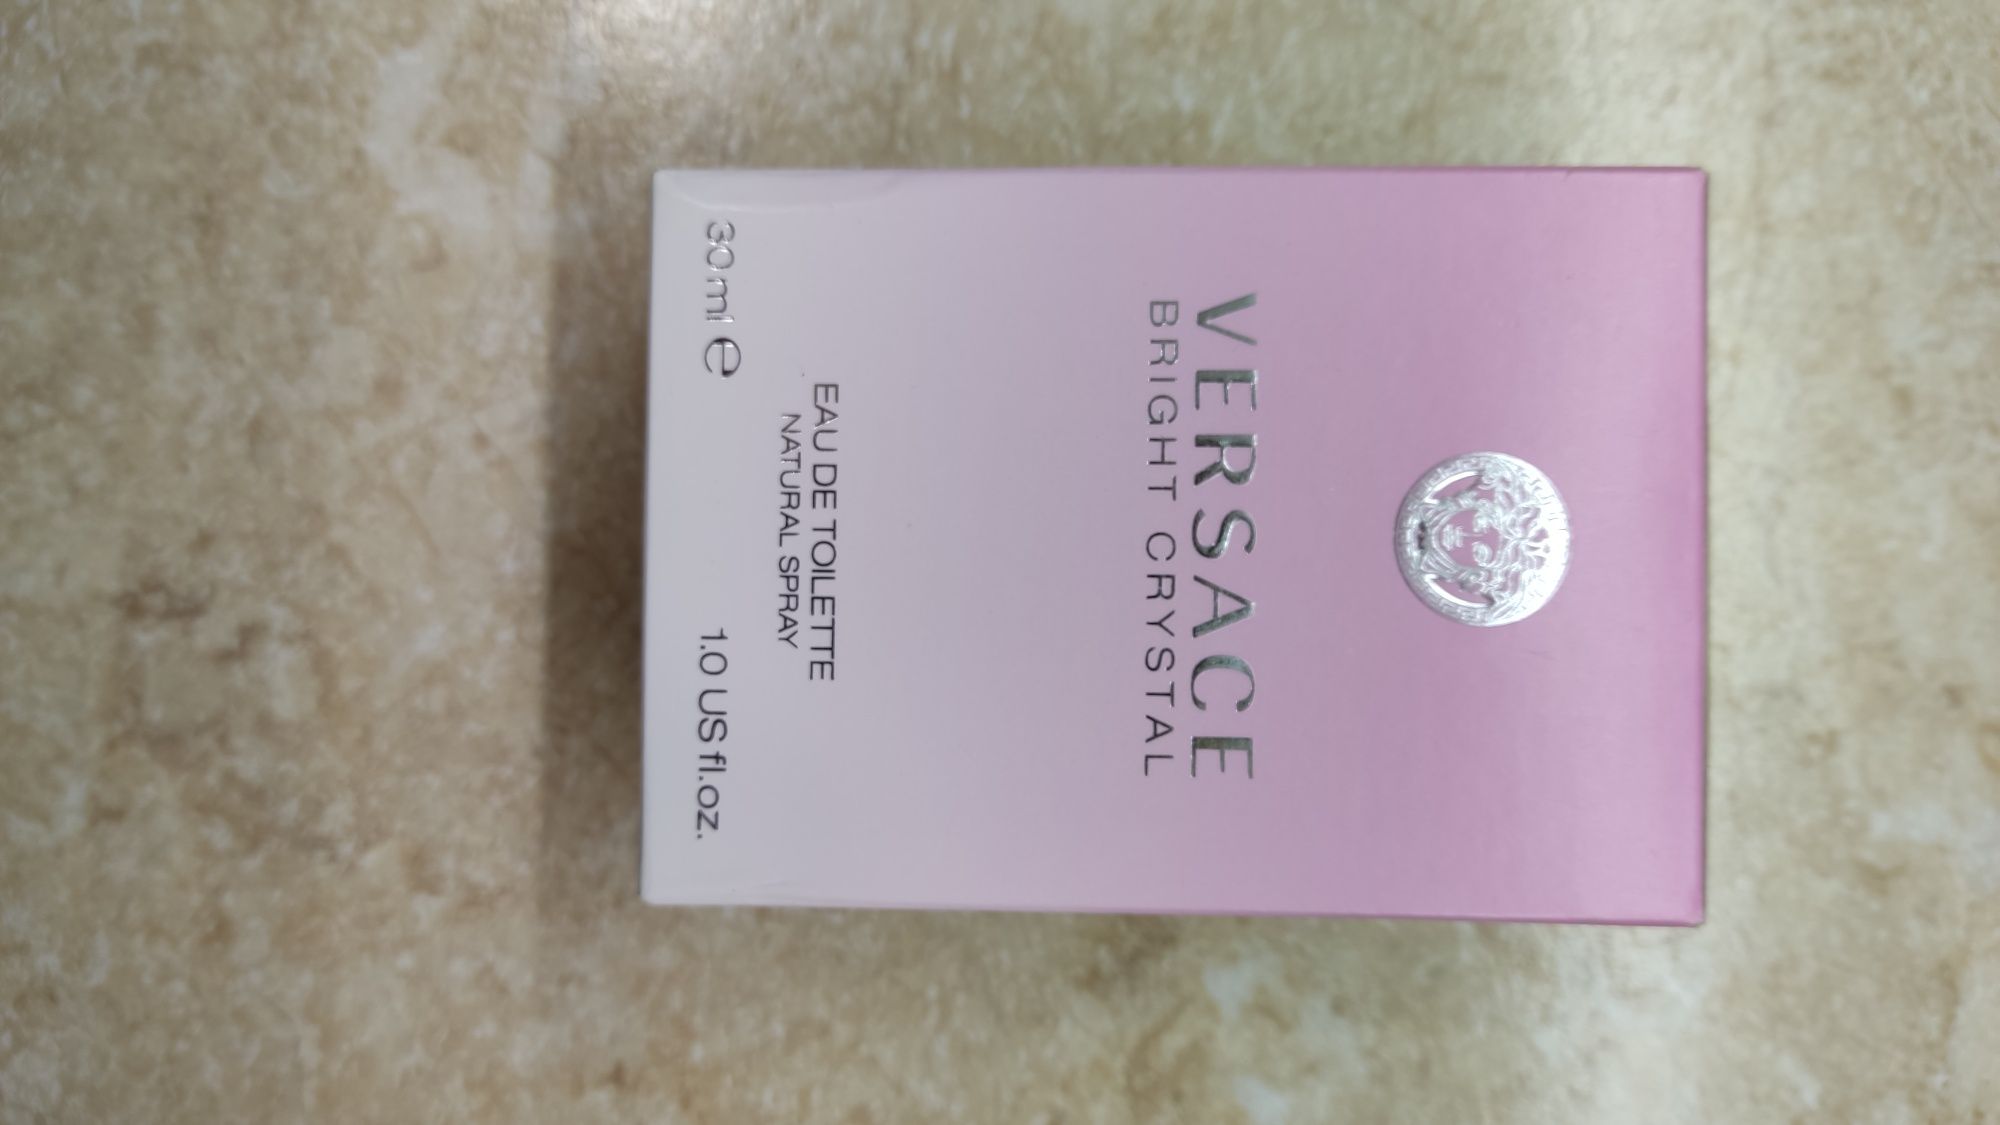 VERSACE
BRIGHT CRYSTAL
EAU DE TOILETTE
NATURAL SPRAY
30ml ℮
1.0 US fl.oz.